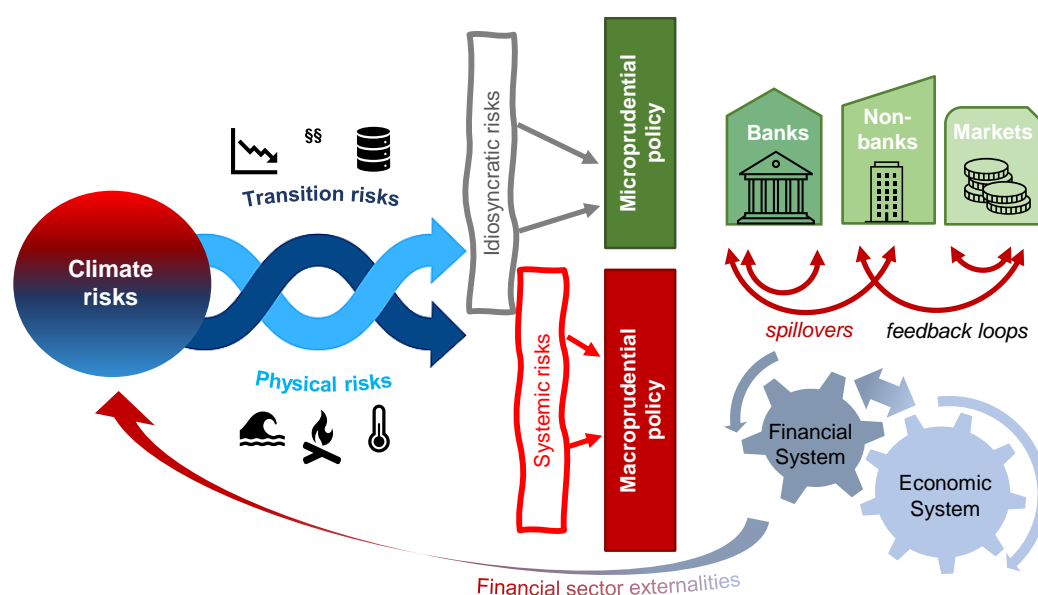 §§
Transition risks
Climate
risks
Physical risks
Idiosyncratic risks
Systemic risks
Microprudential
policy
Macroprudential
policy
Banks
Non-
banks
Markets
spillovers
feedback loops
Financial
System
Economic
System
Financial sector externalities